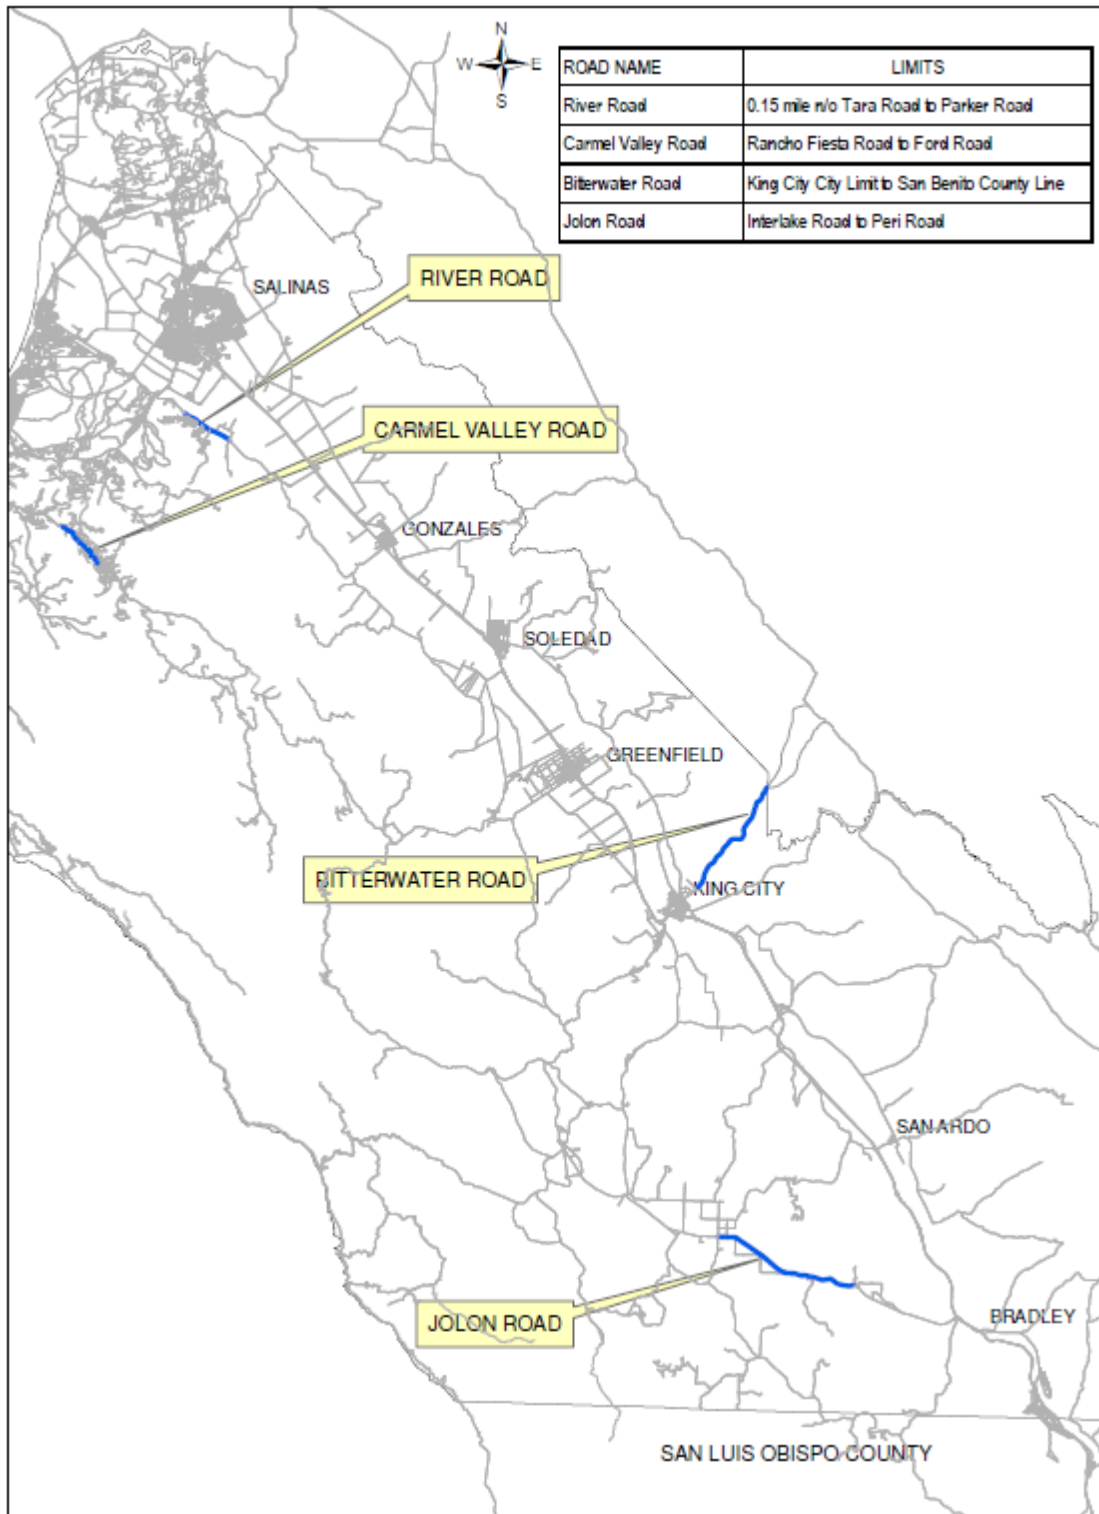 N
W E
S
ROAD NAME LIMITS
River Road 0.15 mile n/o Tara Road to Parker Road
Carmel Valley Road Rancho Fiesta Road to Ford Road
Bitterwater Road King City City Limit to San Benito County Line
Jolon Road Interlake Road to Peri Road
RIVER ROAD
SALINAS
CARMEL VALLEY ROAD
GONZALES
SOLEDAD
GREENFIELD
BITTERWATER ROAD
KING CITY
SAN ARDO
JOLON ROAD
BRADLEY
SAN LUIS OBISPO COUNTY